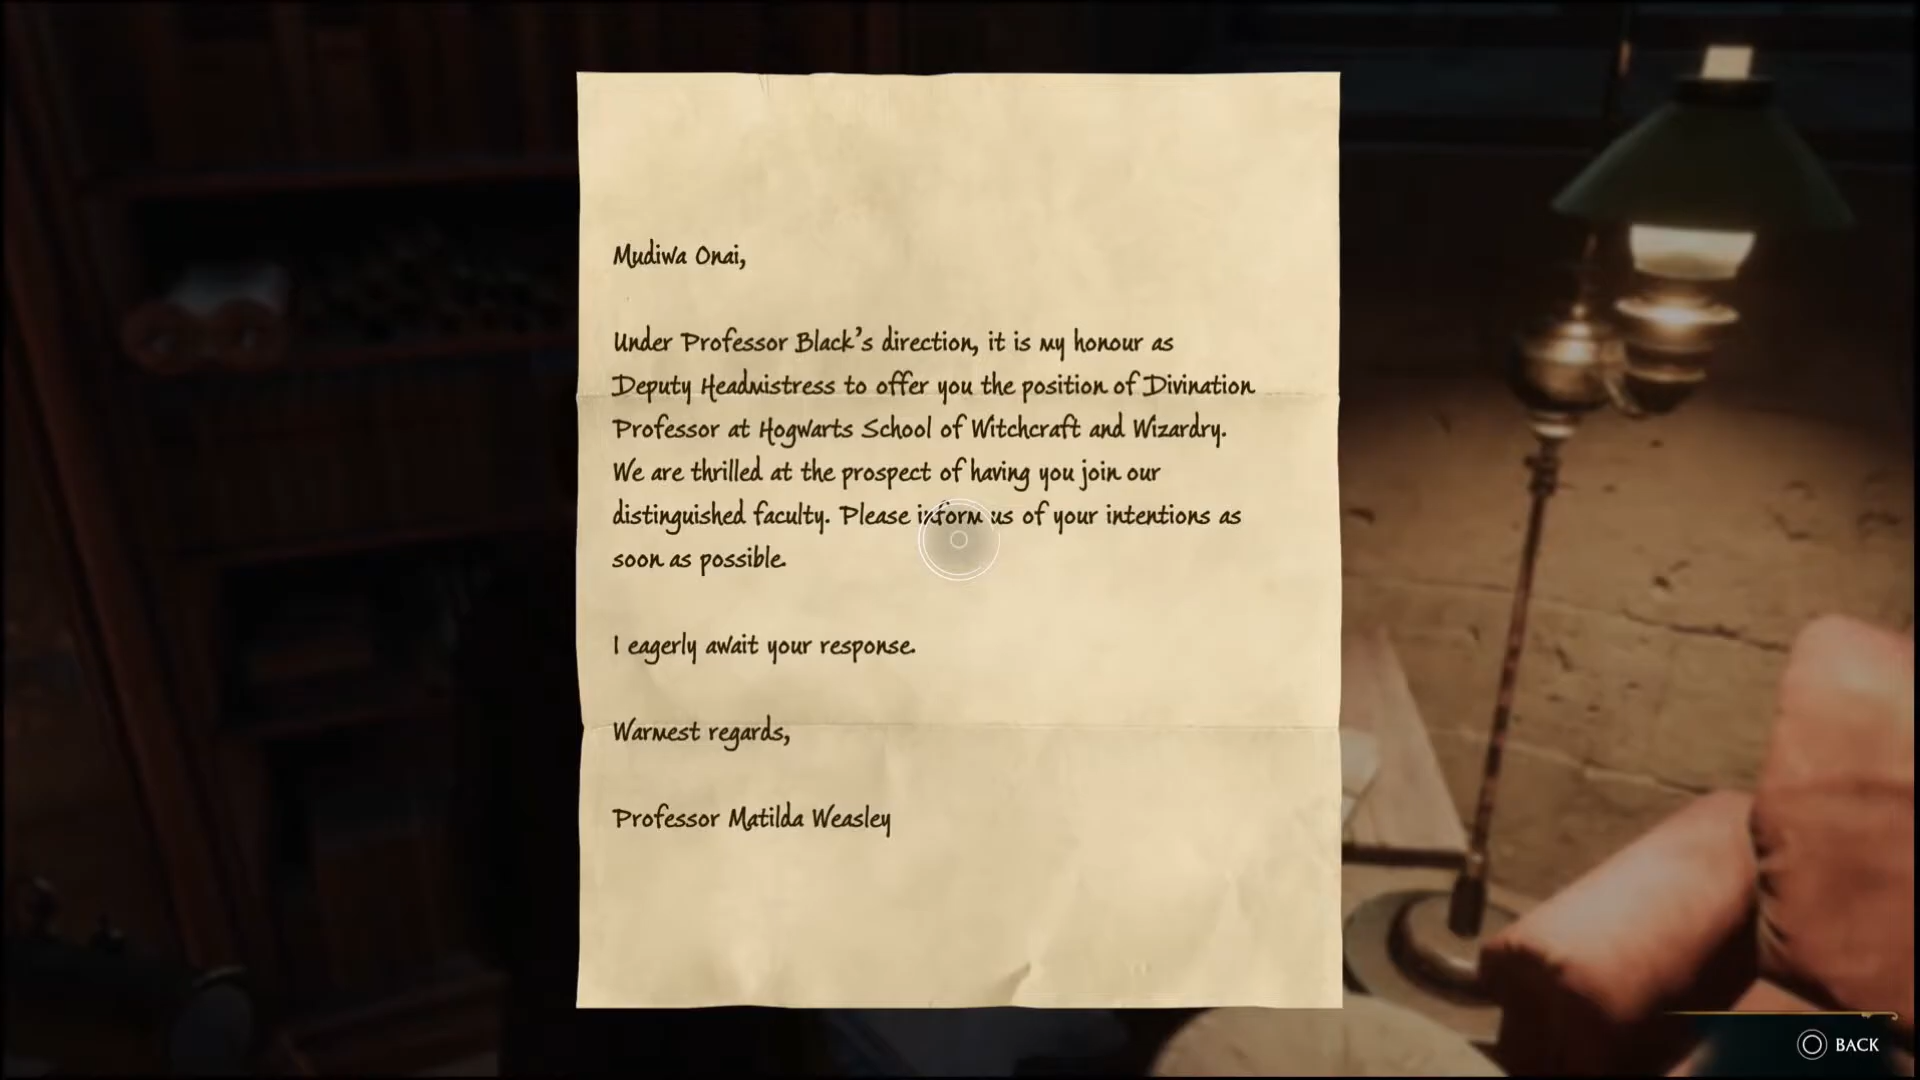 Mudiwa Onai,
Under Professor Black's direction, it is my honour as
Deputy Headmistress to offer you the position of Divination
Professor at Hogwarts School of Witchcraft and Wizardry.
We are thrilled at the prospect of having you join our
distinguished faculty. Please inform us of your intentions as
soon as possible.
I eagerly await your response.
Warmest regards,
Professor Matilda Weasley
BACK